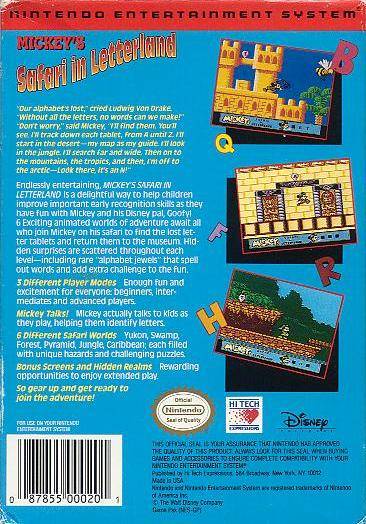 NINTENDO ENTERTAINMENT SYSTEM
MICKEY'S
Safari in Letterland
"Our alphabet's lost," cried Ludwig Von Drake.
"Without all the letters, no words can we make!"
"Don't worry," said Mickey, "I'll find them. You'll
see. I'll track down each tablet, from A until Z. I'll
start in the desert—my map as my guide. I'll look
in the jungle. I'll search far and wide. Then on to
the mountains, the tropics, and then, I'm off to
the arctic—Look there, it's an N!"
Endlessly entertaining, MICKEY'S SAFARI IN
LETTERLAND is a delightful way to help children
improve important early recognition skills as they
have fun with Mickey and his Disney pal, Goofy!
6 Exciting animated worlds of adventure await all
who join Mickey on his safari to find the lost let-
ter tablets and return them to the museum. Hid-
den surprises are scattered throughout each
level—including rare "alphabet jewels" that spell
out words and add extra challenge to the fun.
3 Different Player Modes Enough fun and
excitement for everyone: beginners, inter-
mediates and advanced players.
Mickey Talks! Mickey actually talks to kids as
they play, helping them identify letters.
6 Different Safari Worlds Yukon, Swamp,
Forest, Pyramid, Jungle, Caribbean, each filled
with unique hazards and challenging puzzles.
Bonus Screens and Hidden Realms Rewarding
opportunities to enjoy extended play.
So gear up and get ready to
join the adventure!
B
Q
F
R
H
MICKEY
MICKEY
MICKEY
FOR USE ON YOUR NINTENDO
ENTERTAINMENT SYSTEM
0 87855 00020 1
Official
Nintendo
Seal of Quality
HI TECH
EXPRESSIONS
Disney
THIS OFFICIAL SEAL IS YOUR ASSURANCE THAT NINTENDO HAS APPROVED
THE QUALITY OF THIS PRODUCT. ALWAYS LOOK FOR THIS SEAL WHEN BUYING
GAMES AND ACCESSORIES TO ENSURE COMPLETE COMPATIBILITY WITH YOUR
NINTENDO ENTERTAINMENT SYSTEM.
Published by Hi Tech Expressions, 584 Broadway, New York, NY 10012
Made in USA
Nintendo and Nintendo Entertainment System are registered trademarks of Nintendo
of America Inc.
© The Walt Disney Company
Game Pak (NES-GP)